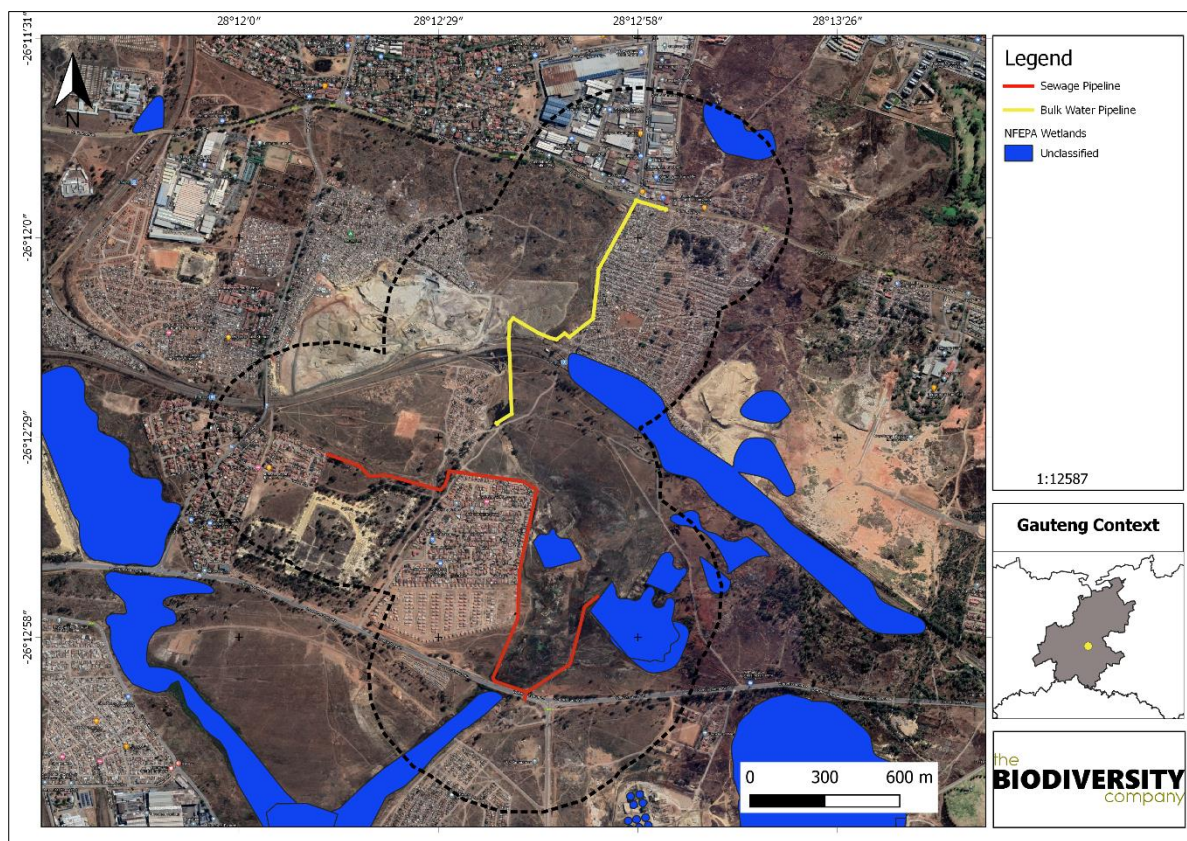 28°12'0"
28°12'29"
28°12'58"
28°13'26"
-26°11'31"
-26°12'0"
-26°12'29"
-26°12'58"
N
0 300 600 m
Legend
Sewage Pipeline
Bulk Water Pipeline
NFEPA Wetlands
Unclassified
1:12587
Gauteng Context
the
BIODIVERSITY
company